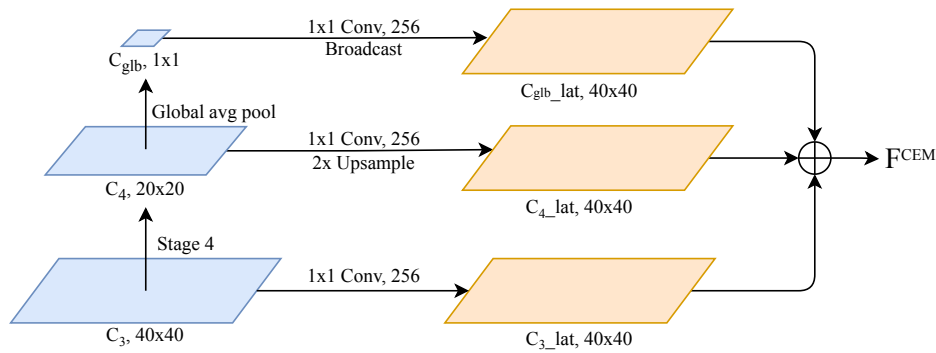 1x1 Conv, 256
Broadcast
C_glb, 1x1
C_glb_lat, 40x40
Global avg pool
1x1 Conv, 256
2x Upsample
F^CEM
C_4, 20x20
C_4_lat, 40x40
Stage 4
1x1 Conv, 256
C_3, 40x40
C_3_lat, 40x40